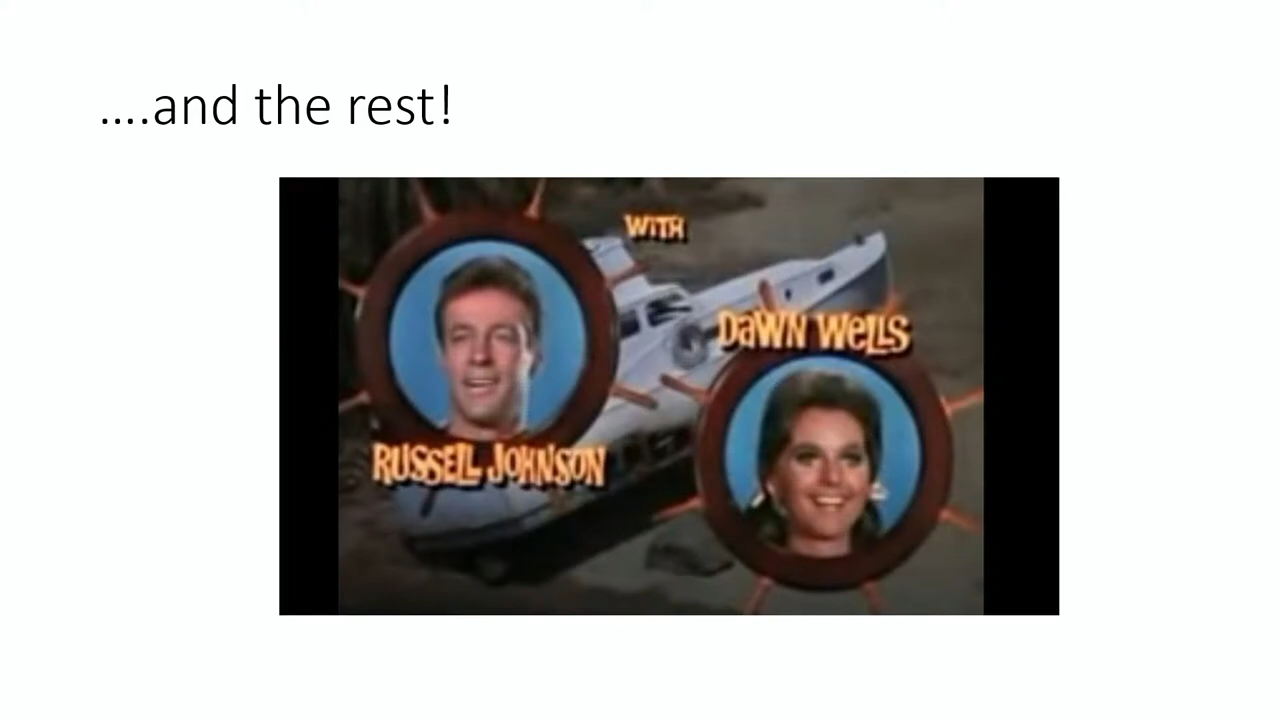 ....and the rest!
WITH
DaWN WeLLS
RUSSELL JOHNSON